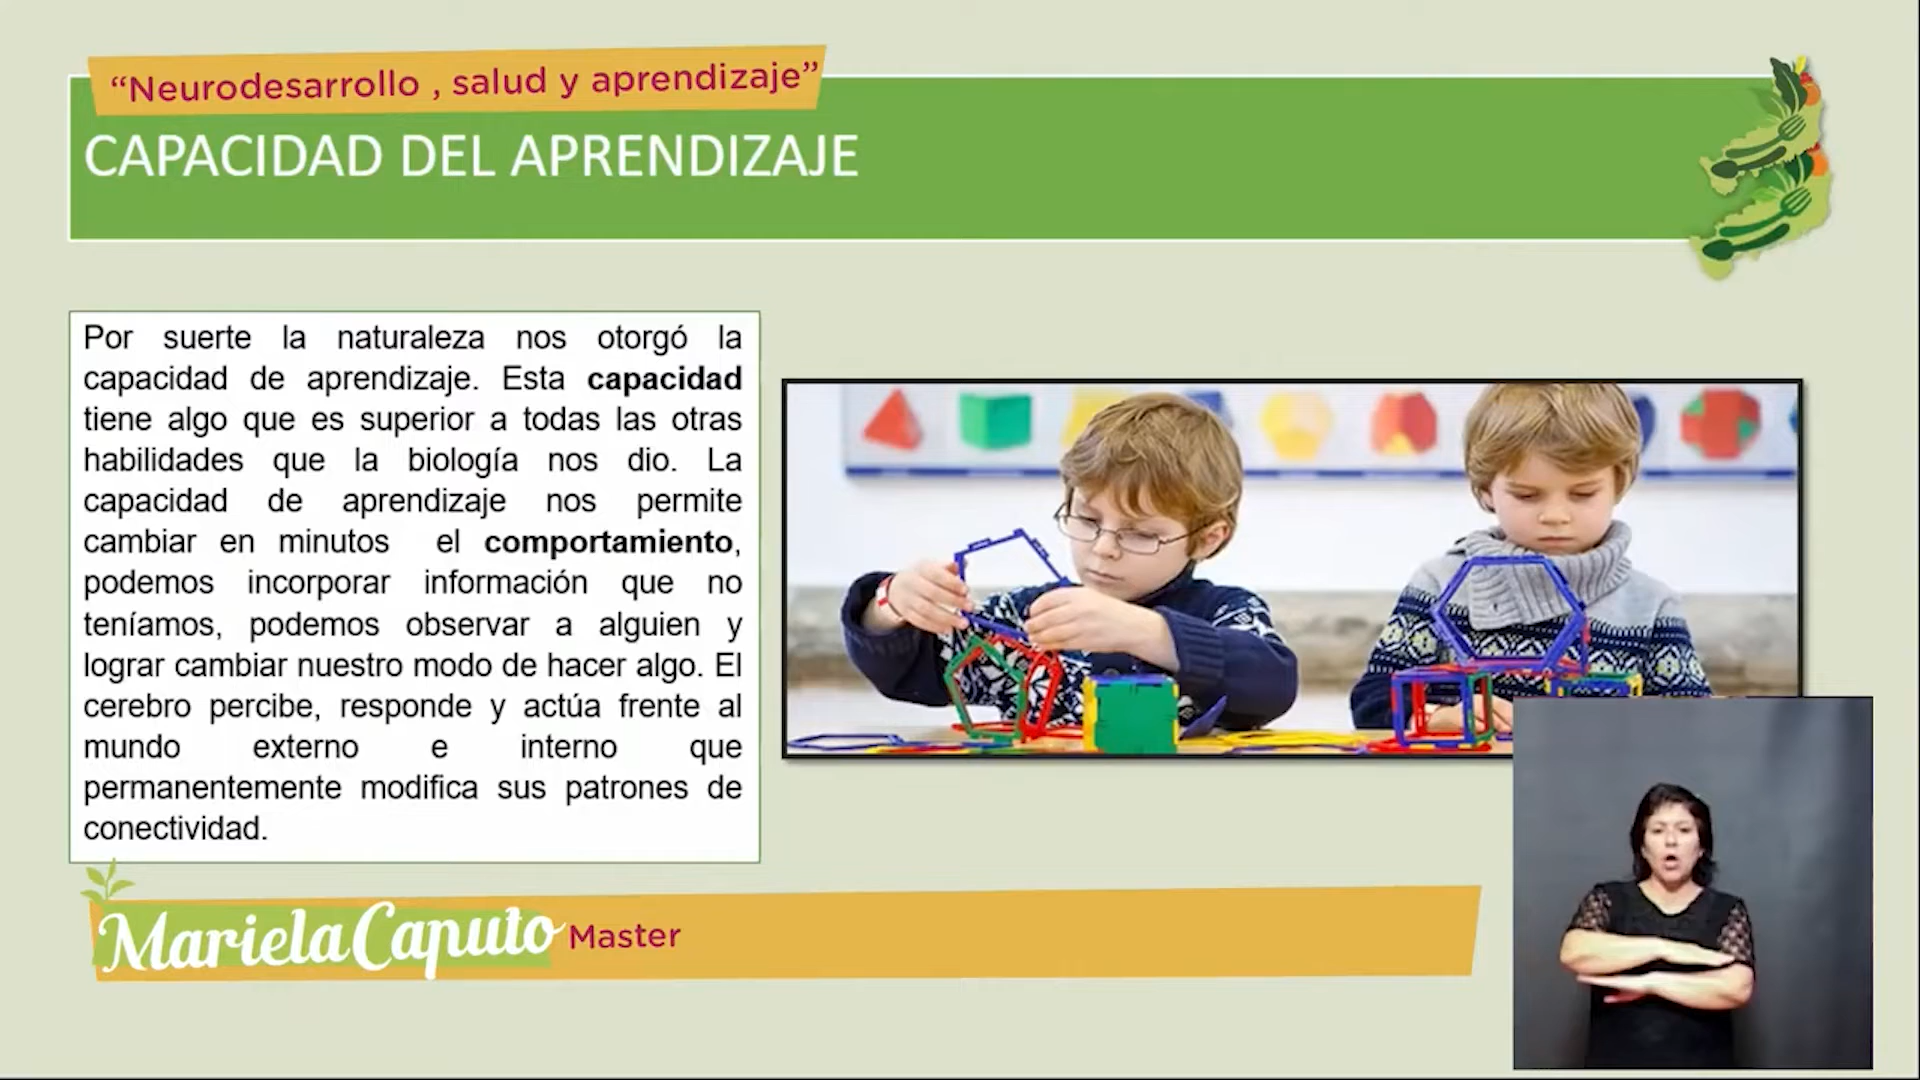 “Neurodesarrollo , salud y aprendizaje”
CAPACIDAD DEL APRENDIZAJE
Por suerte la naturaleza nos otorgó la
capacidad de aprendizaje. Esta capacidad
tiene algo que es superior a todas las otras
habilidades que la biología nos dio. La
capacidad de aprendizaje nos permite
cambiar en minutos el comportamiento,
podemos incorporar información que no
teníamos, podemos observar a alguien y
lograr cambiar nuestro modo de hacer algo. El
cerebro percibe, responde y actúa frente al
mundo externo e interno que
permanentemente modifica sus patrones de
conectividad.
Mariela Caputo Master